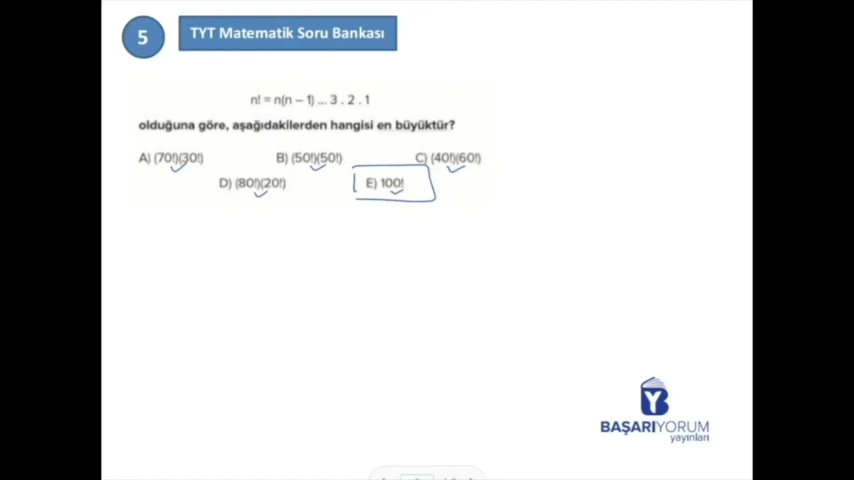 5
TYT Matematik Soru Bankası
n! = n(n – 1) ... 3 . 2 . 1
olduğuna göre, aşağıdakilerden hangisi en büyüktür?
A) (70!)(30!) B) (50!)(50!) C) (40!)(60!)
D) (80!)(20!) E) 100!
BAŞARIYORUM
yayınları